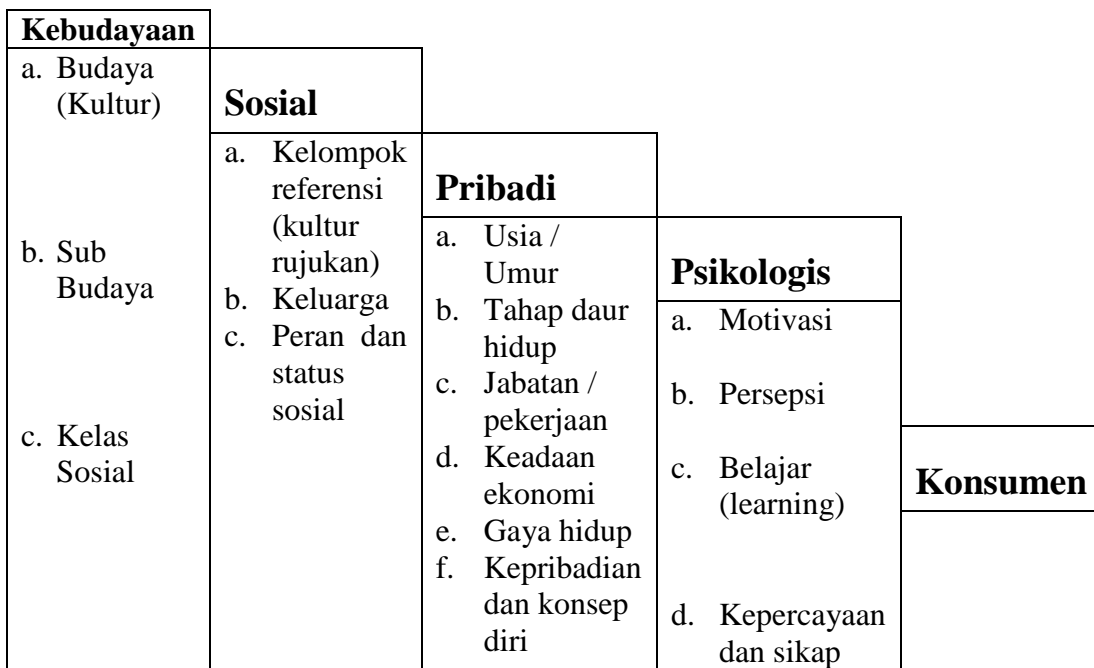 Kebudayaan
a. Budaya
(Kultur)
b. Sub
Budaya
c. Kelas
Sosial
Sosial
a. Kelompok
referensi
(kultur
rujukan)
b. Keluarga
c. Peran dan
status
sosial
Pribadi
a. Usia /
Umur
b. Tahap daur
hidup
c. Jabatan /
pekerjaan
d. Keadaan
ekonomi
e. Gaya hidup
f. Kepribadian
dan konsep
diri
Psikologis
a. Motivasi
b. Persepsi
c. Belajar
(learning)
d. Kepercayaan
dan sikap
Konsumen